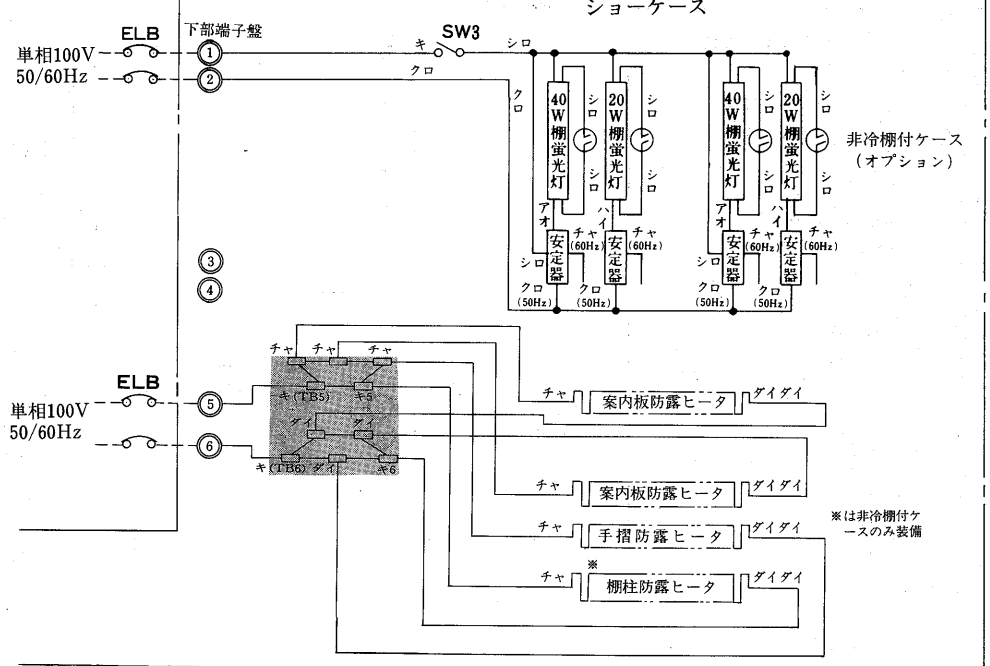 ショーケース
ELB
下部端子盤
単相100V
50/60Hz
1
2
キ
SW3
シロ
クロ
クロ
40W棚蛍光灯
シロ
シロ
20W棚蛍光灯
シロ
シロ
40W棚蛍光灯
シロ
シロ
20W棚蛍光灯
シロ
シロ
非冷棚付ケース
(オプション)
アオ
ハイ
アオ
ハイ
チャ
(60Hz)
チャ
(60Hz)
チャ
(60Hz)
チャ
(60Hz)
安定器
安定器
安定器
安定器
シロ
シロ
クロ
(50Hz)
クロ
(50Hz)
クロ
(50Hz)
クロ
(50Hz)
3
4
チャ
チャ
チャ
ELB
単相100V
50/60Hz
5
6
キ(TB5)
キ5
ダイ
ダイ
キ(TB6)
ダイ
キ6
チャ
案内板防露ヒータ
ダイダイ
チャ
案内板防露ヒータ
ダイダイ
チャ
手摺防露ヒータ
ダイダイ
※
チャ
棚柱防露ヒータ
ダイダイ
※は非冷棚付ケ
ースのみ装備